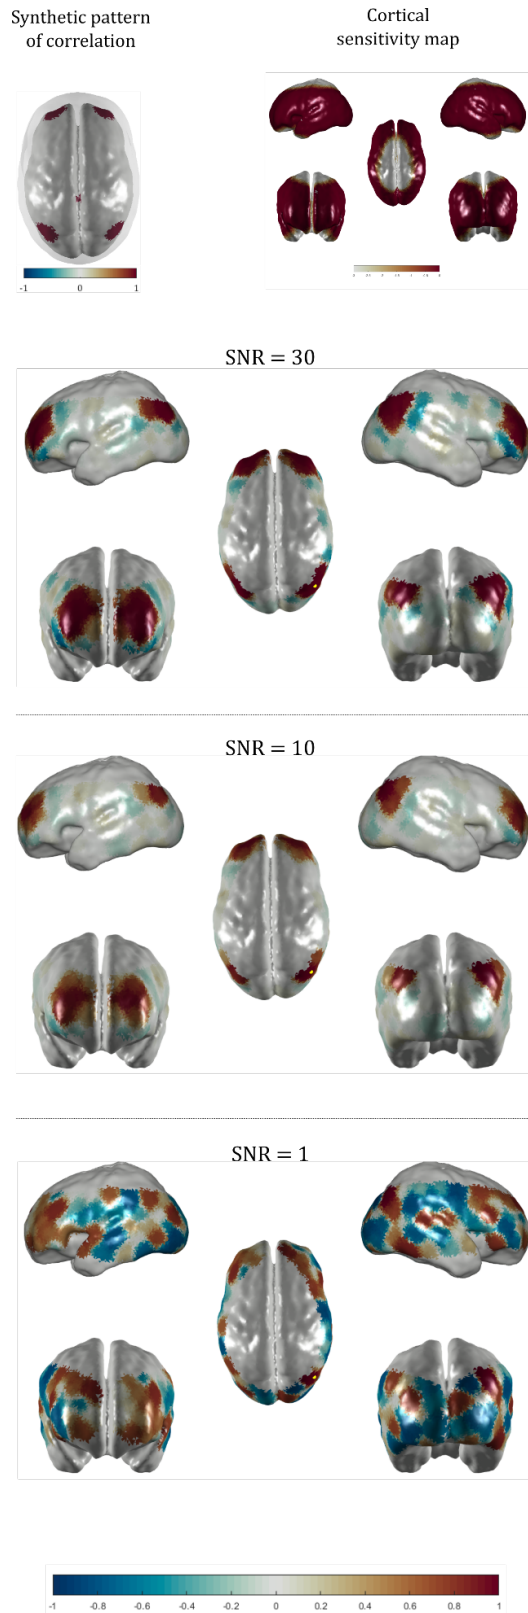 Synthetic pattern
of correlation
Cortical
sensitivity map
-1 0 1
SNR = 30
SNR = 10
SNR = 1
-1 -0.8 -0.6 -0.4 -0.2 0 0.2 0.4 0.6 0.8 1